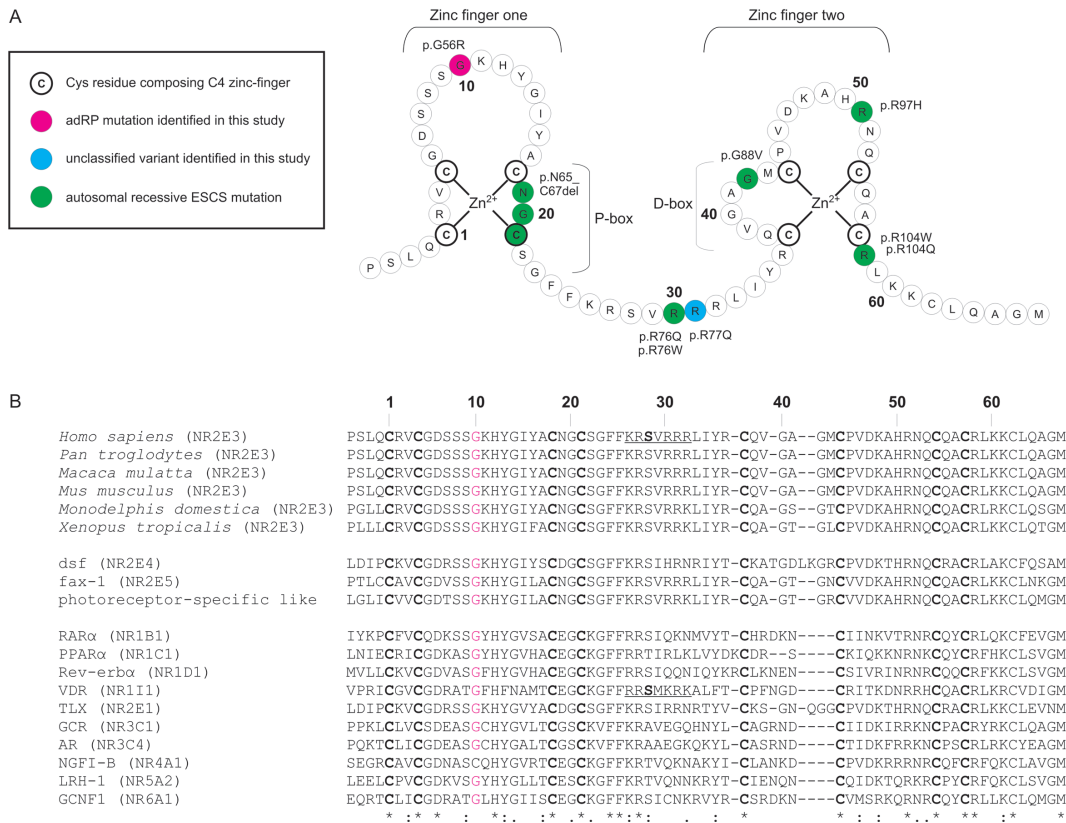 A
Zinc finger one
Zinc finger two
C Cys residue composing C4 zinc-finger
adRP mutation identified in this study
unclassified variant identified in this study
autosomal recessive ESCS mutation
p.G56R
10
P S L Q C R V C G D S S S G K H Y G I Y A C N G C S G F F K R S V R R R L I Y R C Q V G A G M C P V D K A H R N Q C Q A C R L K K C L Q A G M
Zn2+
1
p.N65_
C67del
20
P-box
30
p.R76Q
p.R76W
p.R77Q
D-box
40
p.G88V
50
p.R97H
Zn2+
p.R104W
p.R104Q
60
B
1 10 20 30 40 50 60
Homo sapiens (NR2E3) PSLQCRVCGDSSSGKHYGIYACNGCSGFFKRSVRRRLIYR-CQV-GA--GMCPVDKAHRNQCQACRLKKCLQAGM
Pan troglodytes (NR2E3) PSLQCRVCGDSSSGKHYGIYACNGCSGFFKRSVRRRLIYR-CQV-GA--GMCPVDKAHRNQCQACRLKKCLQAGM
Macaca mulatta (NR2E3) PSLQCRVCGDSSSGKHYGIYACNGCSGFFKRSVRRRLIYR-CQV-GA--GMCPVDKAHRNQCQACRLKKCLQAGM
Mus musculus (NR2E3) PSLQCRVCGDSSSGKHYGIYACNGCSGFFKRSVRRRLIYR-CQV-GA--GMCPVDKAHRNQCQACRLKKCLQAGM
Monodelphis domestica (NR2E3) PGLLCRVCGDSSSGKHYGIYACNGCSGFFKRSVRRRLIYR-CQA-GS--GTCPVDKAHRNQCQACRLRKCLQSGM
Xenopus tropicalis (NR2E3) PLLLCRVCGDSSSGKHYGIFACNGCSGFFKRSVRRRLIYR-CQA-GT--GLCPVDKAHRNQCQACRLKKCLQTGM
dsf (NR2E4) LDIPCKVCGDRSSGKHYGIYSCDGCSGFFKRSIHRNRIYT-CKATGDLKGRCPVDKTHRNQCRACRLAKCFQSAM
fax-1 (NR2E5) PTLCCAVCGDVSSGKHYGILACNGCSGFFKRSVRRRLIYR-CQA-GT--GNCVVDKAHRNQCQACRLKKCLNKGM
photoreceptor-specific like LGLICVVCGDTSSGKHYGILACNGCSGFFKRSVRRRLIYR-CQA-GT--GRCVVDKAHRNQCQACRLKKCLQMGM
RARα (NR1B1) IYKPCFVCQDKSSGYHYGVSACEGCKGFFRRSIQKNMVYT-CHRDKN----CIINKVTRNRCQYCRLQKCFEVGM
PPARα (NR1C1) LNIECRICGDKASGYHYGVHACEGCKGFFRRTIRLKLVYDKCDR--S----CKIQKKNRNKCQYCRFHKCLSVGM
Rev-erbα (NR1D1) MVLLCKVCGDVASGFHYGVHACEGCKGFFRRSIQQNIQYKRCLKNEN----CSIVRINRNRCQQCRFKKCLSVGM
VDR (NR1I1) VPRICGVCGDRATGFHFNAMTCEGCKGFFRRSMKRKALFT-CPFNGD----CRITKDNRRHCQACRLKRCVDIGM
TLX (NR2E1) LDIPCKVCGDRSSGKHYGVYACDGCSGFFKRSIRRNRTYV-CKS-GN-QGGCPVDKTHRNQCRACRLKKCLEVNM
GCR (NR3C1) PPKLCLVCSDEASGCHYGVLTCGSCKVFFKRAVEGQHNYL-CAGRND----CIIDKIRRKNCPACRYRKCLQAGM
AR (NR3C4) PQKTCLICGDEASGCHYGALTCGSCKVFFKRAAEGKQKYL-CASRND----CTIDKFRRKNCPSCRLRKCYEAGM
NGFI-B (NR4A1) SEGRCAVCGDNASCQHYGVRTCEGCKGFFKRTVQKNAKYI-CLANKD----CPVDKRRRNRCQFCRFQKCLAVGM
LRH-1 (NR5A2) LEELCPVCGDKVSGYHYGLLTCESCKGFFKRTVQNNKRYT-CIENQN----CQIDKTQRKRCPYCRFQKCLSVGM
GCNF1 (NR6A1) EQRTCLICGDRATGLHYGIISCEGCKGFFKRSICNKRVYR-CSRDKN----CVMSRKQRNRCQYCRLLKCLQMGM